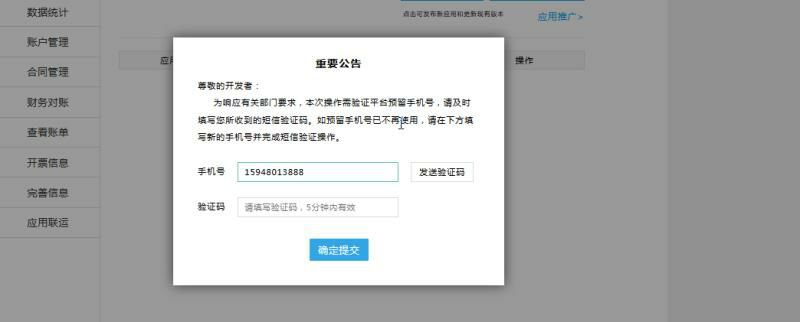 数据统计
账户管理
合同管理
财务对账
查看账单
开票信息
完善信息
应用联运
点击可发布新应用和更新现有版本
应用推广>
应
操作
重要公告
尊敬的开发者：
为响应有关部门要求，本次操作需验证平台预留手机号，请及时
填写您所收到的短信验证码。如预留手机号已不再使用，请在下方填
写新的手机号并完成短信验证操作。
手机号
15948013888
发送验证码
验证码
请填写验证码，5分钟内有效
确定提交